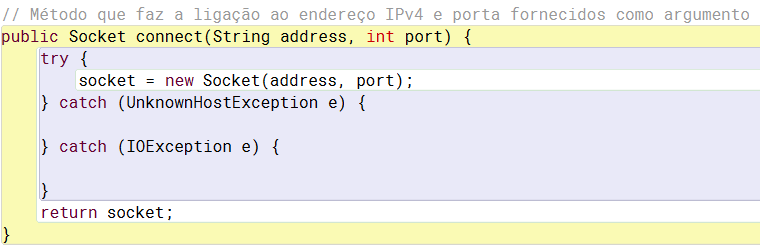 // Método que faz a ligação ao endereço IPv4 e porta fornecidos como argumento
public Socket connect(String address, int port) {
try {
socket = new Socket(address, port);
} catch (UnknownHostException e) {
} catch (IOException e) {
}
return socket;
}